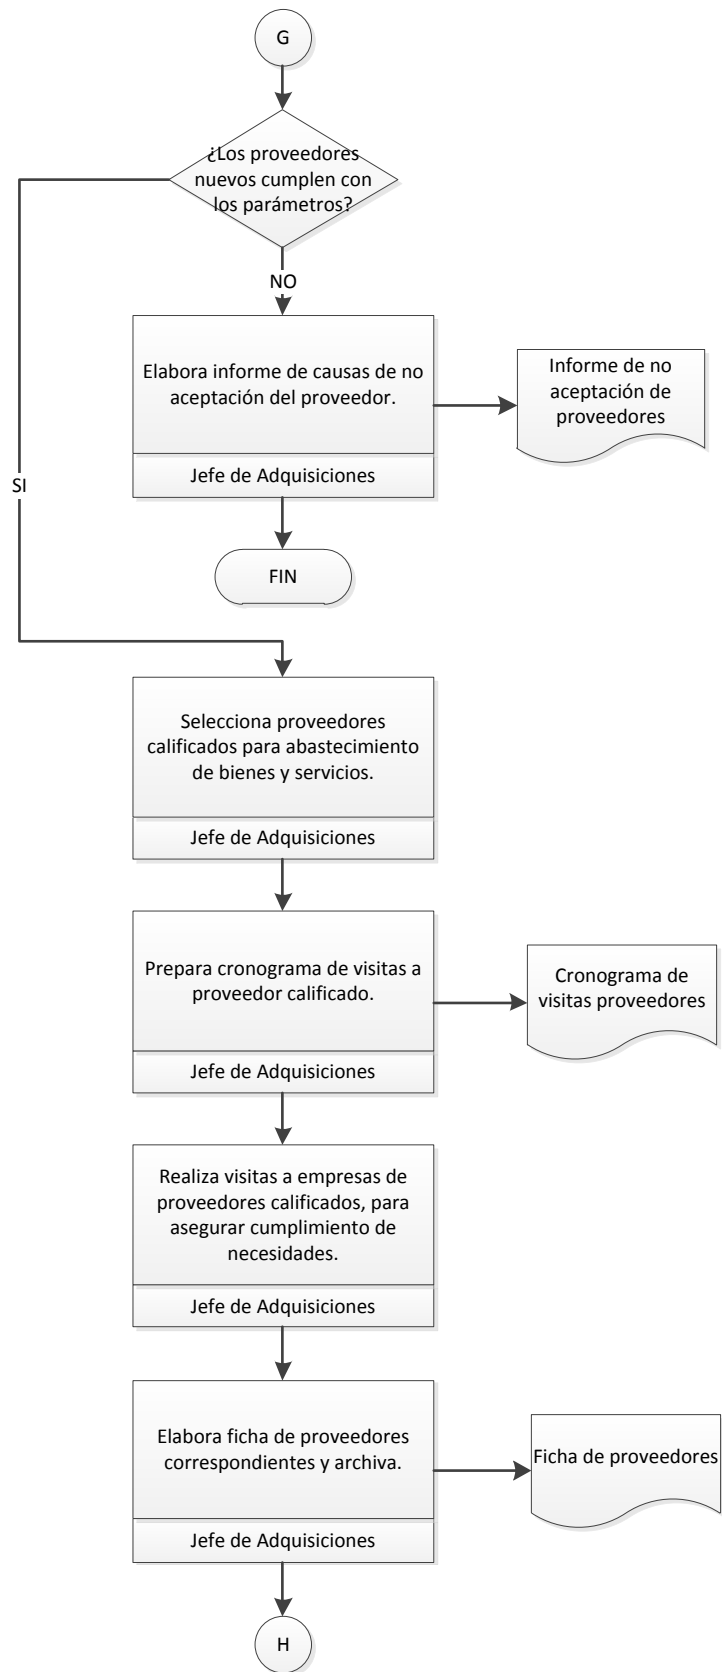 G
¿Los proveedores
nuevos cumplen con
los parámetros?
NO
Elabora informe de causas de no
aceptación del proveedor.
Jefe de Adquisiciones
Informe de no
aceptación de
proveedores
SI
FIN
Selecciona proveedores
calificados para abastecimiento
de bienes y servicios.
Jefe de Adquisiciones
Prepara cronograma de visitas a
proveedor calificado.
Jefe de Adquisiciones
Cronograma de
visitas proveedores
Realiza visitas a empresas de
proveedores calificados, para
asegurar cumplimiento de
necesidades.
Jefe de Adquisiciones
Elabora ficha de proveedores
correspondientes y archiva.
Jefe de Adquisiciones
Ficha de proveedores
H